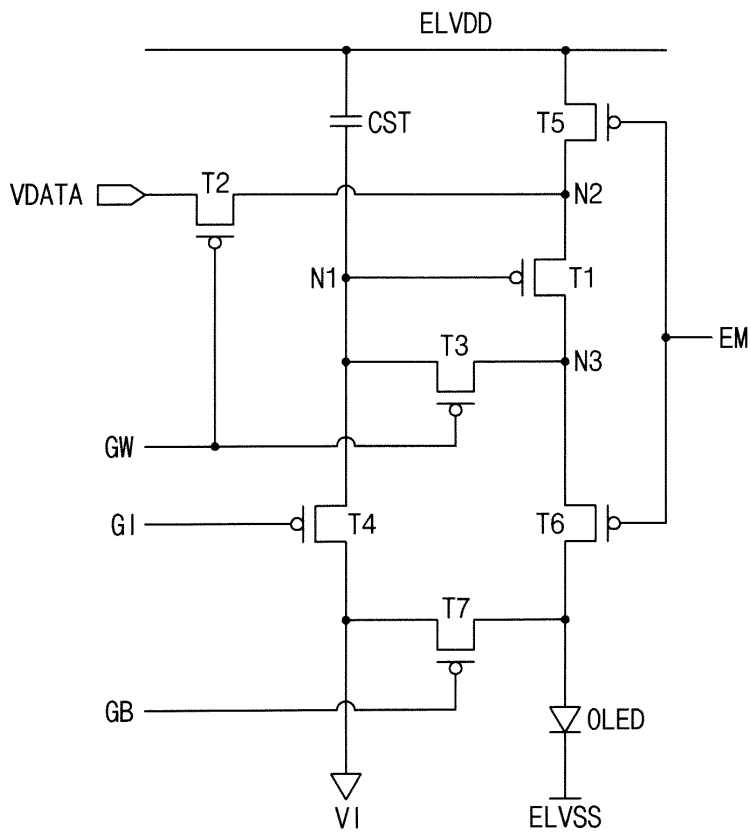 ELVDD
CST
T5
VDATA
T2
N2
N1
T1
EM
T3
N3
GW
GI
T4
T6
T7
GB
OLED
VI
ELVSS